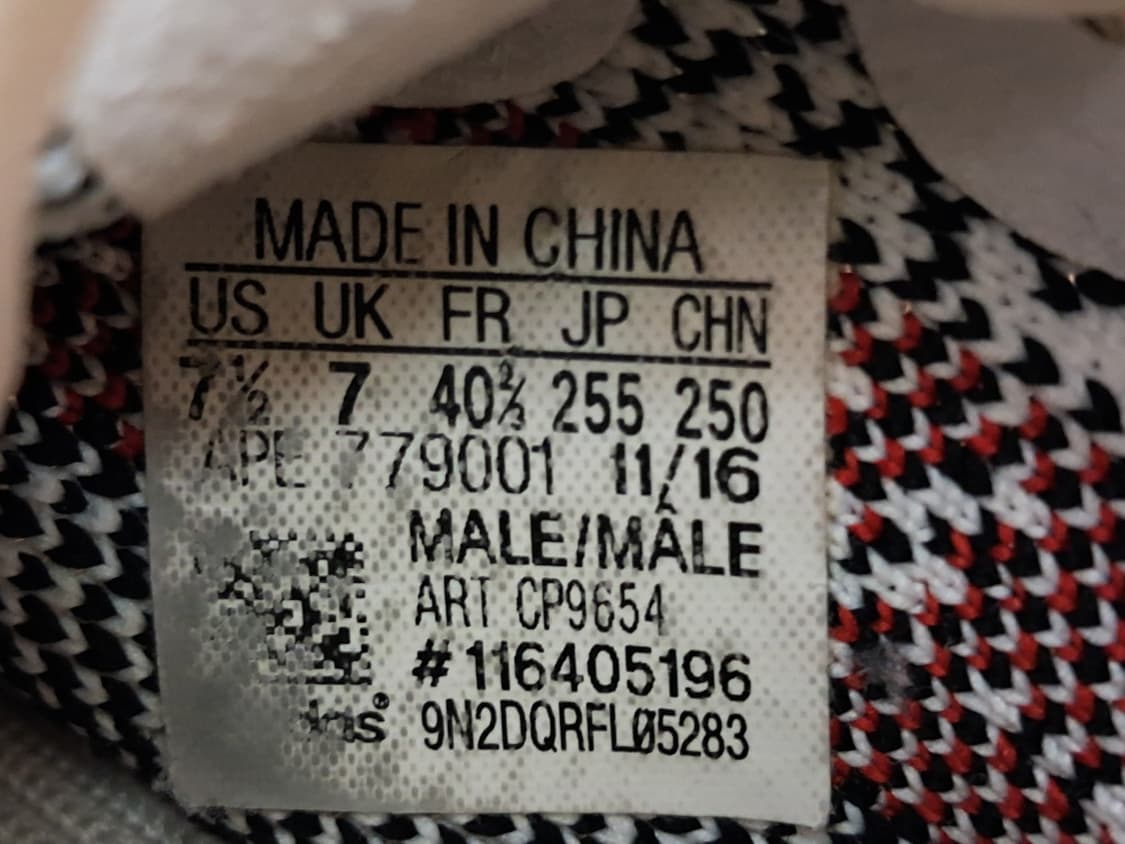 MADE IN CHINA
US UK FR JP CHN
7½ 7 40⅔ 255 250
APE 779001 11/16
MALE/MÂLE
ART CP9654
#116405196
9N2DQRFLØ5283